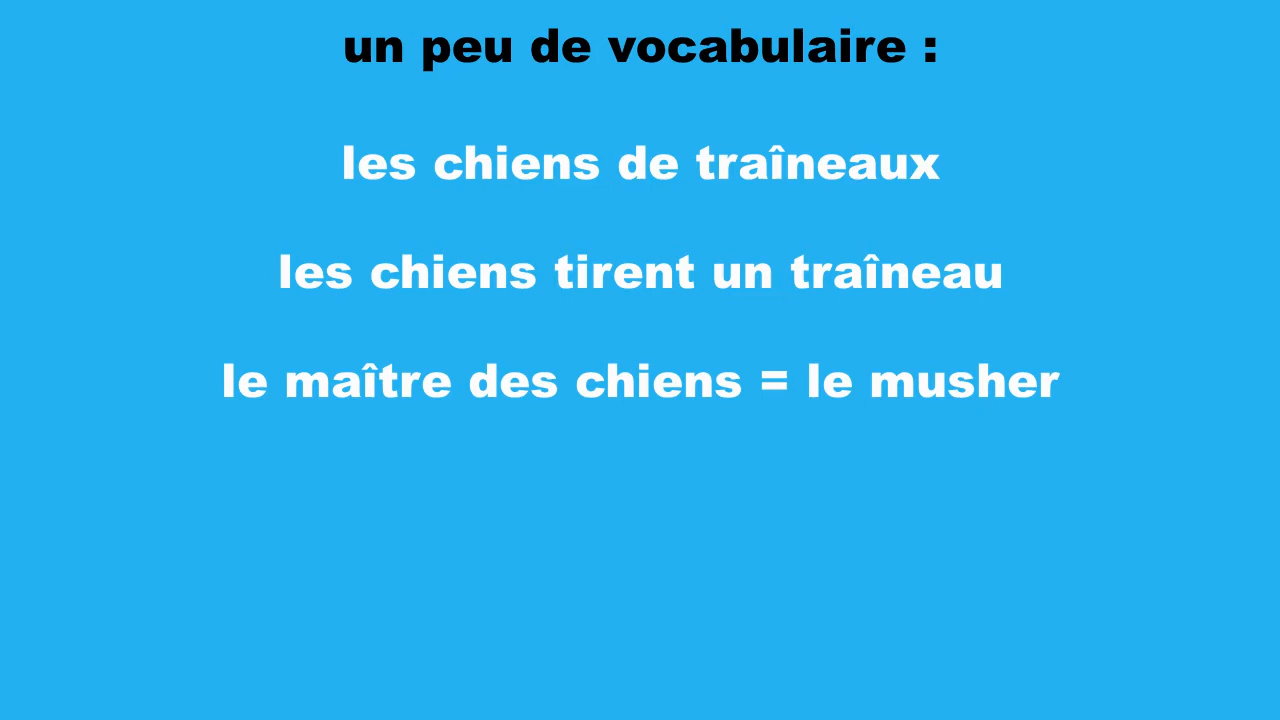 un peu de vocabulaire :
les chiens de traîneaux
les chiens tirent un traîneau
le maître des chiens = le musher